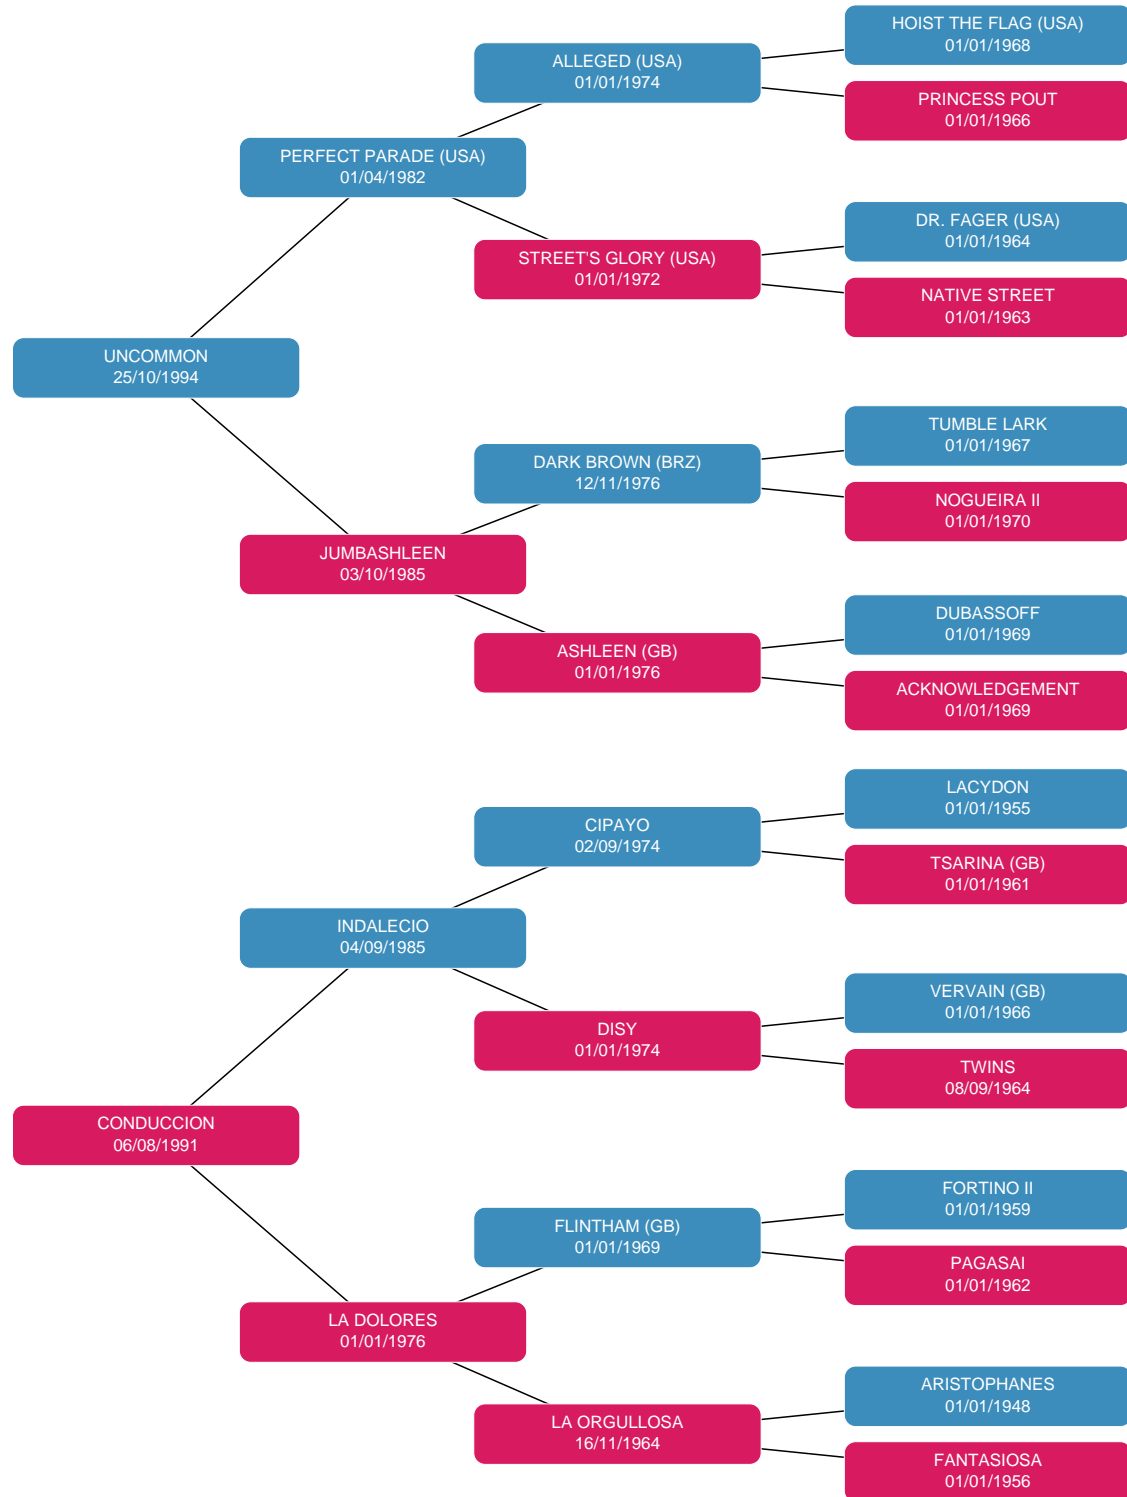 HOIST THE FLAG (USA)
01/01/1968
ALLEGED (USA)
01/01/1974
PRINCESS POUT
01/01/1966
PERFECT PARADE (USA)
01/04/1982
DR. FAGER (USA)
01/01/1964
STREET'S GLORY (USA)
01/01/1972
NATIVE STREET
01/01/1963
UNCOMMON
25/10/1994
TUMBLE LARK
01/01/1967
DARK BROWN (BRZ)
12/11/1976
NOGUEIRA II
01/01/1970
JUMBASHLEEN
03/10/1985
DUBASSOFF
01/01/1969
ASHLEEN (GB)
01/01/1976
ACKNOWLEDGEMENT
01/01/1969
LACYDON
01/01/1955
CIPAYO
02/09/1974
TSARINA (GB)
01/01/1961
INDALECIO
04/09/1985
VERVAIN (GB)
01/01/1966
DISY
01/01/1974
TWINS
08/09/1964
CONDUCCION
06/08/1991
FORTINO II
01/01/1959
FLINTHAM (GB)
01/01/1969
PAGASAI
01/01/1962
LA DOLORES
01/01/1976
ARISTOPHANES
01/01/1948
LA ORGULLOSA
16/11/1964
FANTASIOSA
01/01/1956